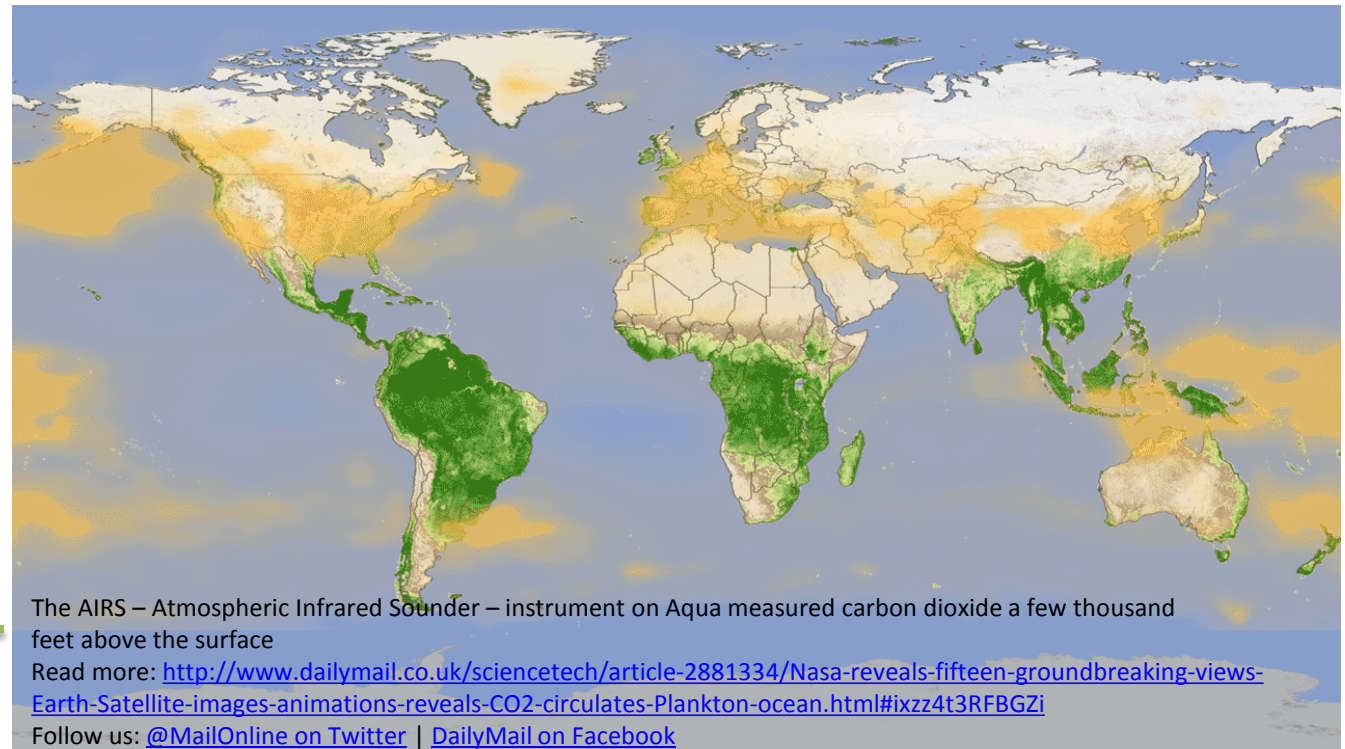 The AIRS – Atmospheric Infrared Sounder – instrument on Aqua measured carbon dioxide a few thousand
feet above the surface
Read more: http://www.dailymail.co.uk/sciencetech/article-2881334/Nasa-reveals-fifteen-groundbreaking-views-
Earth-Satellite-images-animations-reveals-CO2-circulates-Plankton-ocean.html#ixzz4t3RFBGZi
Follow us: @MailOnline on Twitter | DailyMail on Facebook